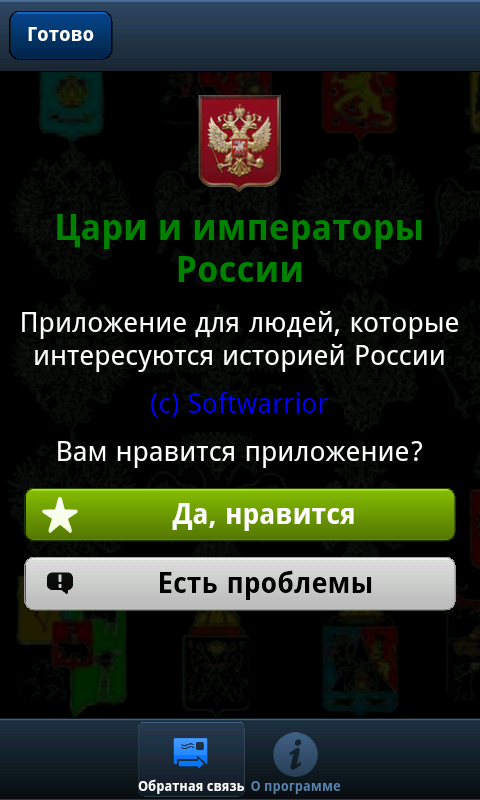 Готово
Цари и императоры
России
Приложение для людей, которые
интересуются историей России
(c) Softwarrior
Вам нравится приложение?
Да, нравится
Есть проблемы
Обратная связь
О программе